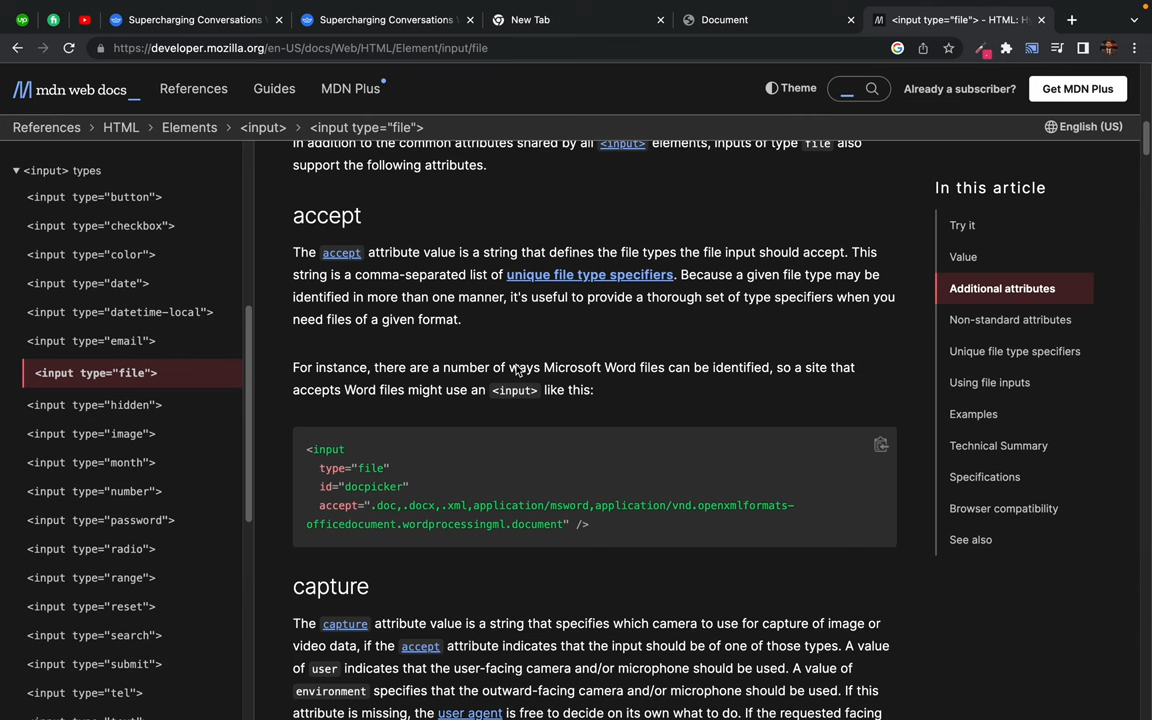 Supercharging Conversations
Supercharging Conversations
New Tab
Document
<input type="file"> - HTML: H
https://developer.mozilla.org/en-US/docs/Web/HTML/Element/input/file
mdn web docs_
References
Guides
MDN Plus
Theme
Already a subscriber?
Get MDN Plus
References > HTML > Elements > <input> > <input type="file">
English (US)
<input> types
<input type="button">
<input type="checkbox">
<input type="color">
<input type="date">
<input type="datetime-local">
<input type="email">
<input type="file">
<input type="hidden">
<input type="image">
<input type="month">
<input type="number">
<input type="password">
<input type="radio">
<input type="range">
<input type="reset">
<input type="search">
<input type="submit">
<input type="tel">
In addition to the common attributes shared by all <input> elements, inputs of type file also
support the following attributes.
accept
The accept attribute value is a string that defines the file types the file input should accept. This
string is a comma-separated list of unique file type specifiers. Because a given file type may be
identified in more than one manner, it's useful to provide a thorough set of type specifiers when you
need files of a given format.
For instance, there are a number of ways Microsoft Word files can be identified, so a site that
accepts Word files might use an <input> like this:
<input
type="file"
id="docpicker"
accept=".doc,.docx,.xml,application/msword,application/vnd.openxmlformats-
officedocument.wordprocessingml.document" />
capture
The capture attribute value is a string that specifies which camera to use for capture of image or
video data, if the accept attribute indicates that the input should be of one of those types. A value
of user indicates that the user-facing camera and/or microphone should be used. A value of
environment specifies that the outward-facing camera and/or microphone should be used. If this
attribute is missing, the user agent is free to decide on its own what to do. If the requested facing
In this article
Try it
Value
Additional attributes
Non-standard attributes
Unique file type specifiers
Using file inputs
Examples
Technical Summary
Specifications
Browser compatibility
See also